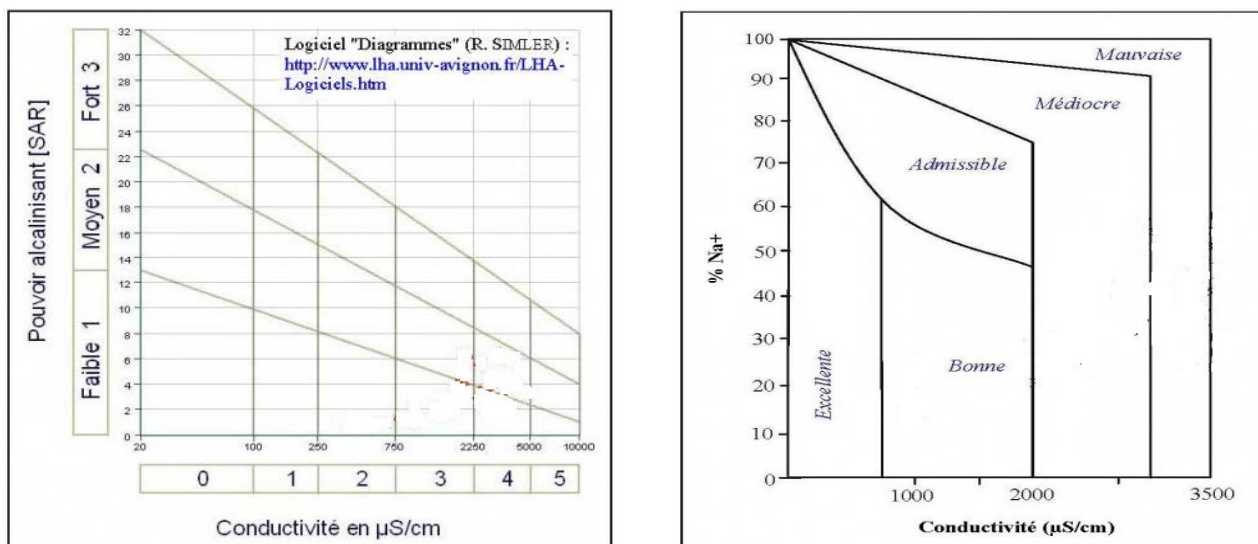 Logiciel "Diagrammes" (R. SIMLER) :
http://www.lha.univ-avignon.fr/LHA-
Logiciels.htm
Pouvoir alcalinisant [SAR]
Fort 3
Moyen 2
Faible 1
32
30
28
26
24
22
20
18
16
14
12
10
8
6
4
2
0
20
100
250
750
2250
5000
10000
0
1
2
3
4
5
Conductivité en µS/cm
% Na+
100
90
80
70
60
50
40
30
20
10
0
Mauvaise
Médiocre
Admissible
Bonne
Excellente
1000
2000
3500
Conductivité (µS/cm)